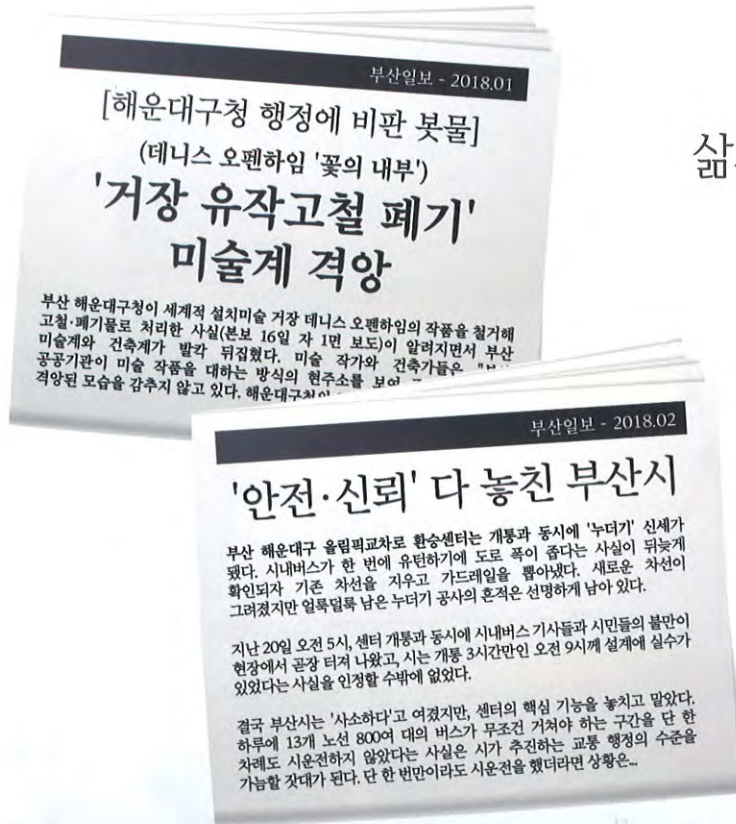 부산일보 - 2018.01
[해운대구청 행정에 비판 봇물]
(데니스 오펜하임 '꽃의 내부')
'거장 유작고철 폐기'
미술계 격앙
부산 해운대구청이 세계적 설치미술 거장 데니스 오펜하임의 작품을 철거해
고철·폐기물로 처리한 사실(본보 16일 자 1면 보도)이 알려지면서 부산
미술계와 건축계가 발칵 뒤집혔다. 미술 작가와 건축가들은
공공기관이 미술 작품을 대하는 방식의 현주소를 보여
격앙된 모습을 감추지 않고 있다. 해운대구청의
삶
부산일보 - 2018.02
'안전·신뢰' 다 놓친 부산시
부산 해운대구 올림픽교차로 환승센터는 개통과 동시에 '누더기' 신세가
됐다. 시내버스가 한 번에 유턴하기에 도로 폭이 좁다는 사실이 뒤늦게
확인되자 기존 차선을 지우고 가드레일을 뽑아냈다. 새로운 차선이
그려졌지만 얼룩덜룩 남은 누더기 공사의 흔적은 선명하게 남아 있다.
지난 20일 오전 5시, 센터 개통과 동시에 시내버스 기사들과 시민들의 불만이
현장에서 곧장 터져 나왔고, 시는 개통 3시간만인 오전 9시께 설계에 실수가
있었다는 사실을 인정할 수밖에 없었다.
결국 부산시는 '사소하다'고 여겼지만, 센터의 핵심 기능을 놓치고 말았다.
하루에 13개 노선 800여 대의 버스가 무조건 거쳐야 하는 구간을 단 한
차례도 시운전하지 않았다는 사실은 시가 추진하는 교통 행정의 수준을
가늠할 잣대가 된다. 단 한 번만이라도 시운전을 했더라면 상황은...